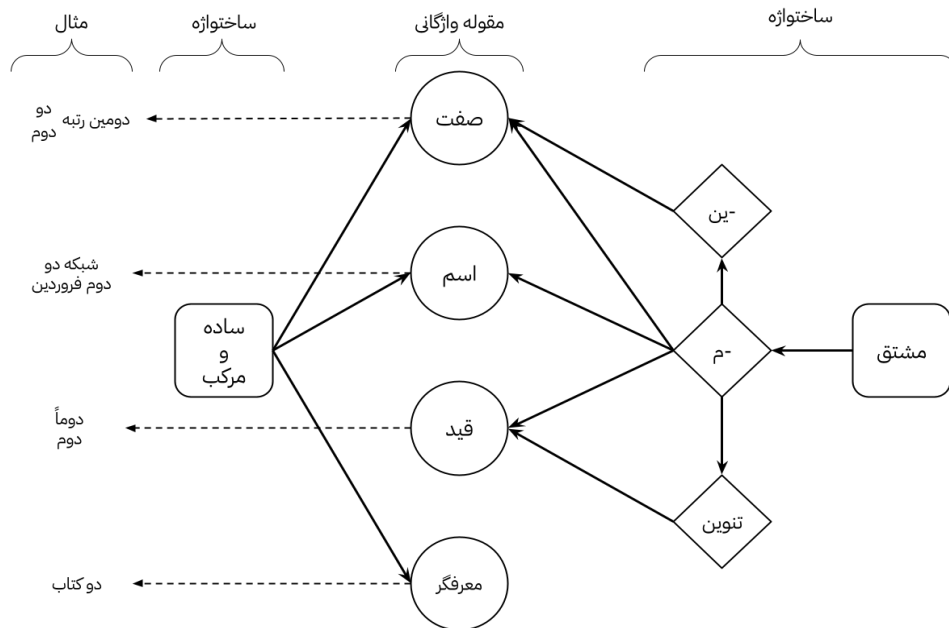 ساختواژه
مقوله واژگانی
ساختواژه
مثال
صفت
دومین رتبه
دو
دوم
-ین
اسم
شبکه دو
دوم فروردین
مشتق
-م
ساده
و
مرکب
قید
دوماً
دوم
تنوین
معرفگر
دو کتاب